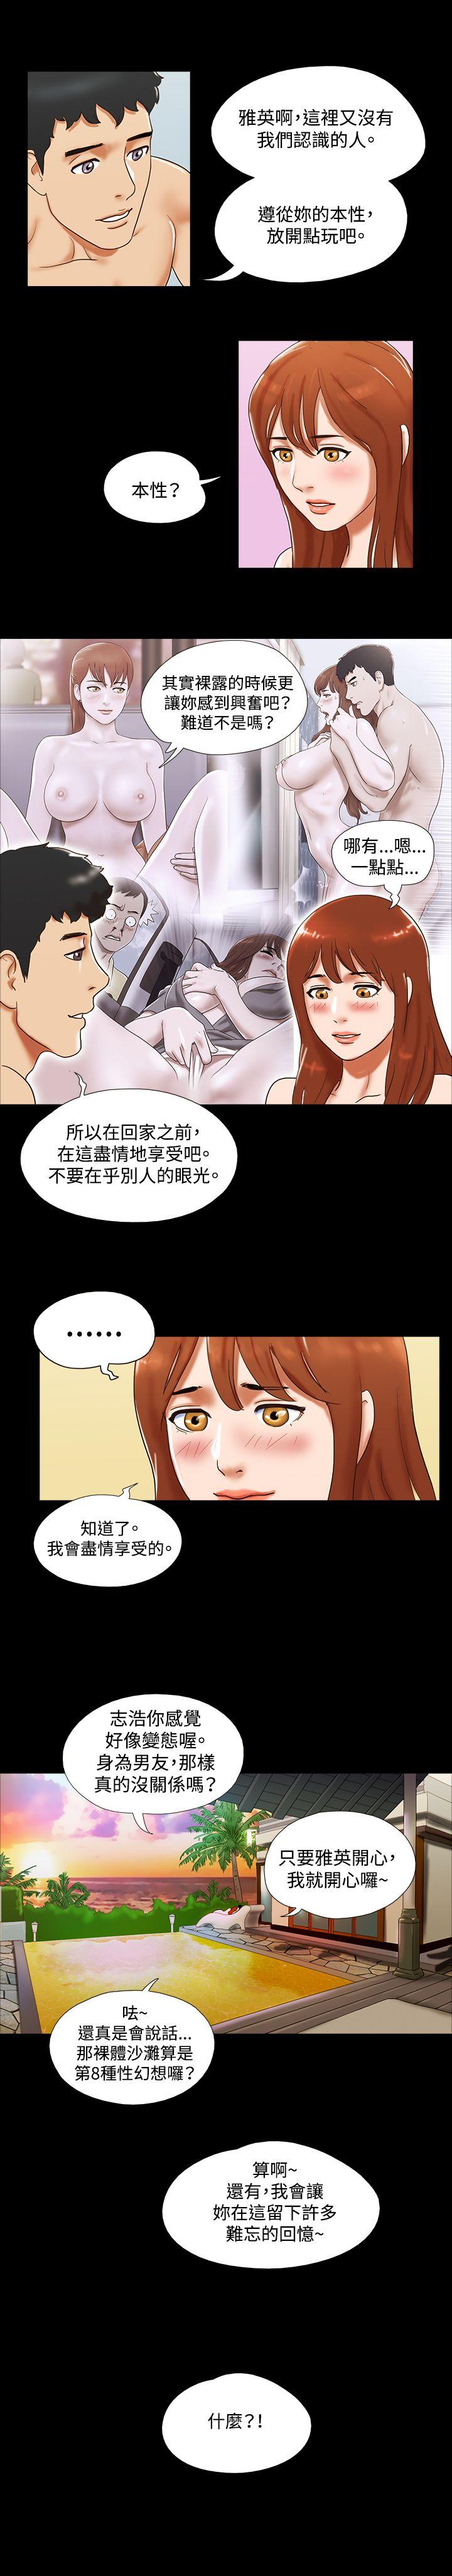 雅英啊，這裡又沒有
我們認識的人。
遵從妳的本性，
放開點玩吧。
本性？
其實裸露的時候更
讓妳感到興奮吧？
難道不是嗎？
哪有...嗯...
一點點...
所以在回家之前，
在這盡情地享受吧。
不要在乎別人的眼光。
••••••
知道了。
我會盡情享受的。
志浩你感覺
好像變態喔。
身為男友，那樣
真的沒關係嗎？
只要雅英開心，
我就開心囉~
呿~
還真是會說話...
那裸體沙灘算是
第8種性幻想囉？
算啊~
還有，我會讓
妳在這留下許多
難忘的回憶~
什麼？！